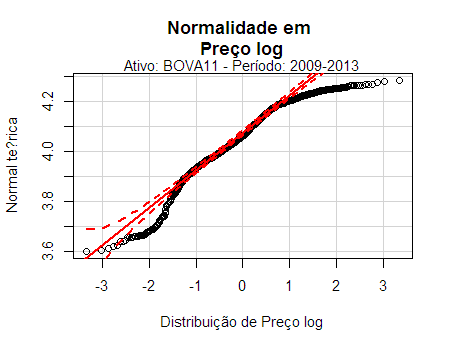 Normalidade em
Preço log
Ativo: BOVA11 - Período: 2009-2013
Normal te?rica
4.2
4.0
3.8
3.6
-3 -2 -1 0 1 2 3
Distribuição de Preço log